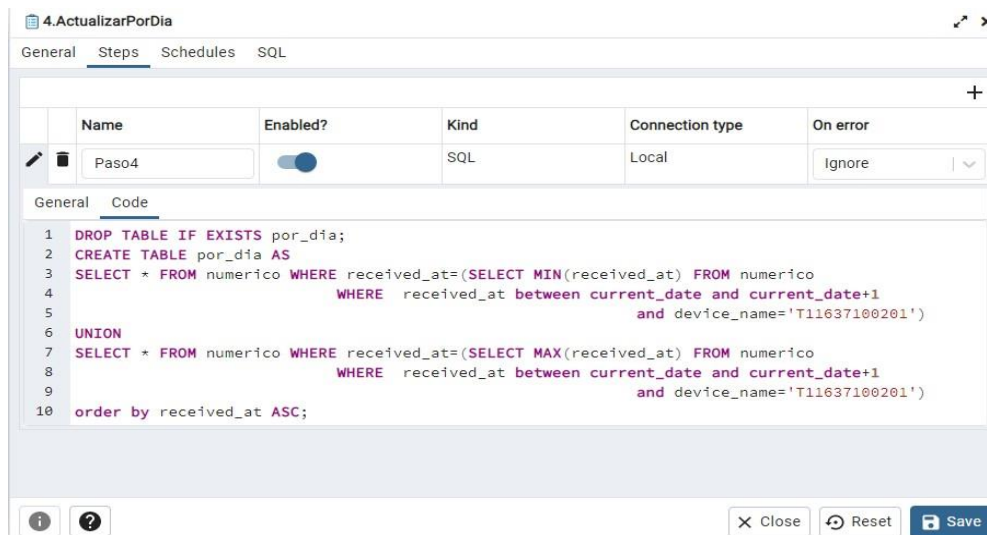 4.ActualizarPorDia
General Steps Schedules SQL
+
Name Enabled? Kind Connection type On error
Paso4 SQL Local Ignore
General Code
1 DROP TABLE IF EXISTS por_dia;
2 CREATE TABLE por_dia AS
3 SELECT * FROM numerico WHERE received_at=(SELECT MIN(received_at) FROM numerico
4 WHERE received_at between current_date and current_date+1
5 and device_name='T11637100201')
6 UNION
7 SELECT * FROM numerico WHERE received_at=(SELECT MAX(received_at) FROM numerico
8 WHERE received_at between current_date and current_date+1
9 and device_name='T11637100201')
10 order by received_at ASC;
i ? × Close Reset Save